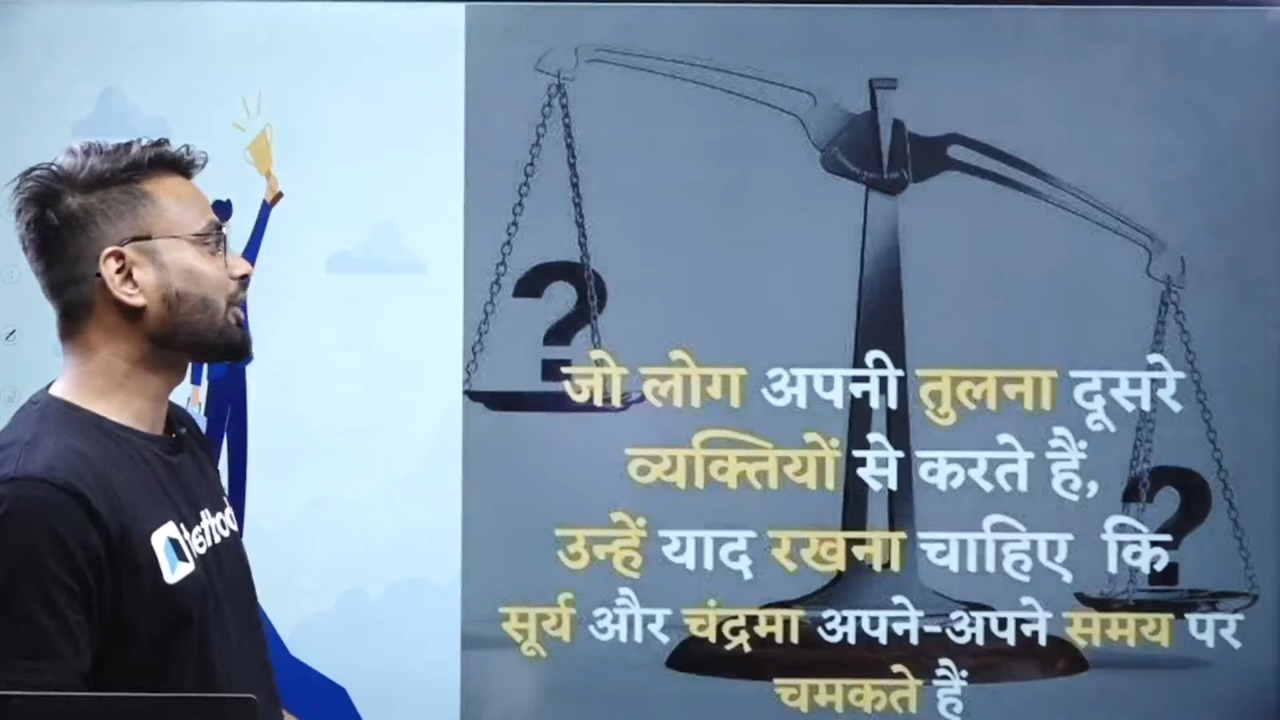 जो लोग अपनी तुलना दूसरे
व्यक्तियों से करते हैं,
उन्हें याद रखना चाहिए कि
सूर्य और चंद्रमा अपने-अपने समय पर
चमकते हैं